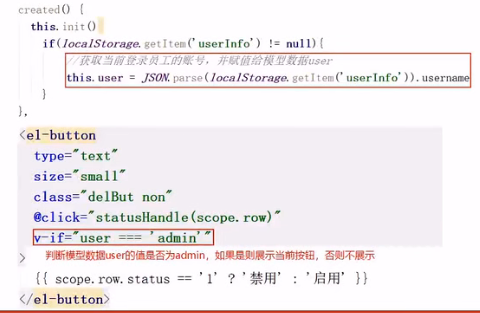 created() {
this.init()
if(localStorage.getItem('userInfo') != null){
//获取当前登录员工的账号，并赋值给模型数据user
this.user = JSON.parse(localStorage.getItem('userInfo')).username
}
},
<el-button
type="text"
size="small"
class="delBut non"
@click="statusHandle(scope.row)"
v-if="user === 'admin'"
> 判断模型数据user的值是否为admin，如果是则展示当前按钮，否则不展示
{{ scope.row.status == '1' ? '禁用' : '启用' }}
</el-button>